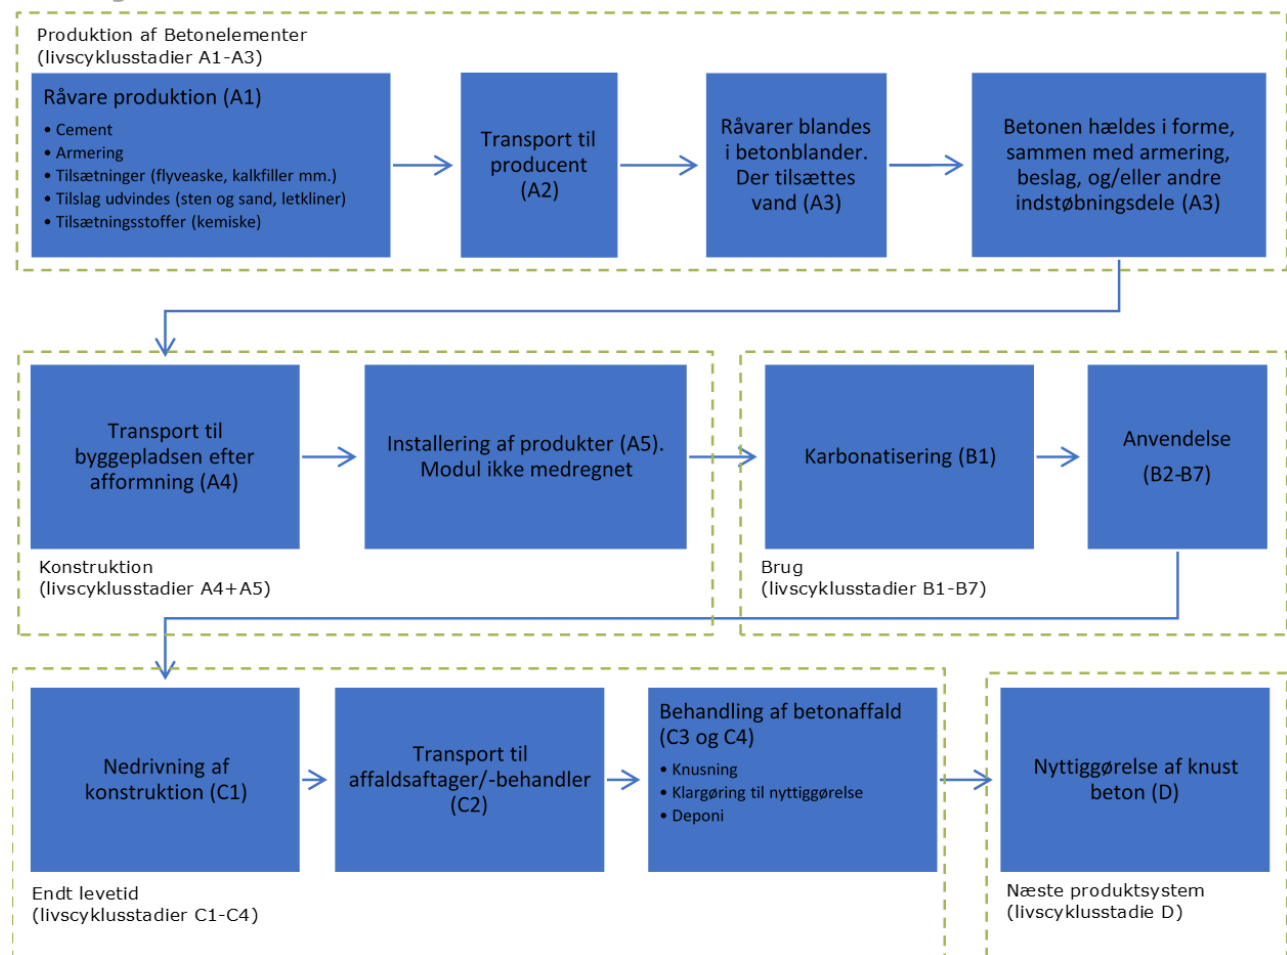 Produktion af Betonelementer
(livscyklusstadier A1-A3)
Råvare produktion (A1)
• Cement
• Armering
• Tilsætninger (flyveaske, kalkfiller mm.)
• Tilslag udvindes (sten og sand, letkliner)
• Tilsætningsstoffer (kemiske)
Transport til
producent
(A2)
Råvarer blandes
i betonblander.
Der tilsættes
vand (A3)
Betonen hældes i forme,
sammen med armering,
beslag, og/eller andre
indstøbningsdele (A3)
Transport til
byggepladsen efter
afformning (A4)
Installering af produkter (A5).
Modul ikke medregnet
Konstruktion
(livscyklusstadier A4+A5)
Karbonatisering (B1)
Anvendelse
(B2-B7)
Brug
(livscyklusstadier B1-B7)
Nedrivning af
konstruktion (C1)
Transport til
affaldsaftager/-behandler
(C2)
Behandling af betonaffald
(C3 og C4)
• Knusning
• Klargøring til nyttiggørelse
• Deponi
Endt levetid
(livscyklusstadier C1-C4)
Nyttiggørelse af knust
beton (D)
Næste produktsystem
(livscyklusstadie D)